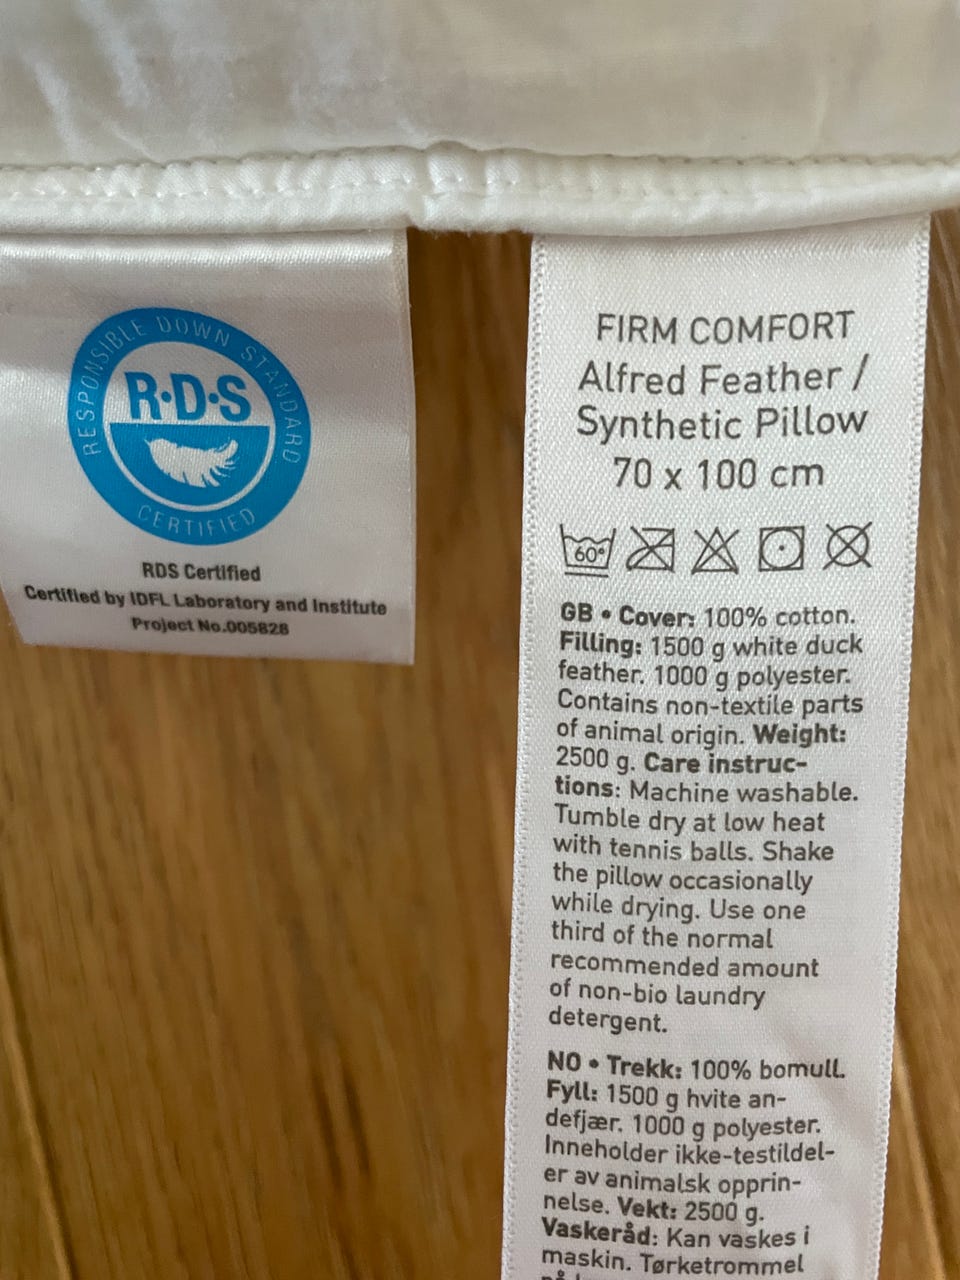 RESPONSIBLE DOWN STANDARD
R·D·S
CERTIFIED
RDS Certified
Certified by IDFL Laboratory and Institute
Project No.005828
FIRM COMFORT
Alfred Feather /
Synthetic Pillow
70 x 100 cm
60°
GB • Cover: 100% cotton.
Filling: 1500 g white duck
feather. 1000 g polyester.
Contains non-textile parts
of animal origin. Weight:
2500 g. Care instruc-
tions: Machine washable.
Tumble dry at low heat
with tennis balls. Shake
the pillow occasionally
while drying. Use one
third of the normal
recommended amount
of non-bio laundry
detergent.
NO • Trekk: 100% bomull.
Fyll: 1500 g hvite an-
defjær. 1000 g polyester.
Inneholder ikke-testildel-
er av animalsk opprin-
nelse. Vekt: 2500 g.
Vaskeråd: Kan vaskes i
maskin. Tørketrommel